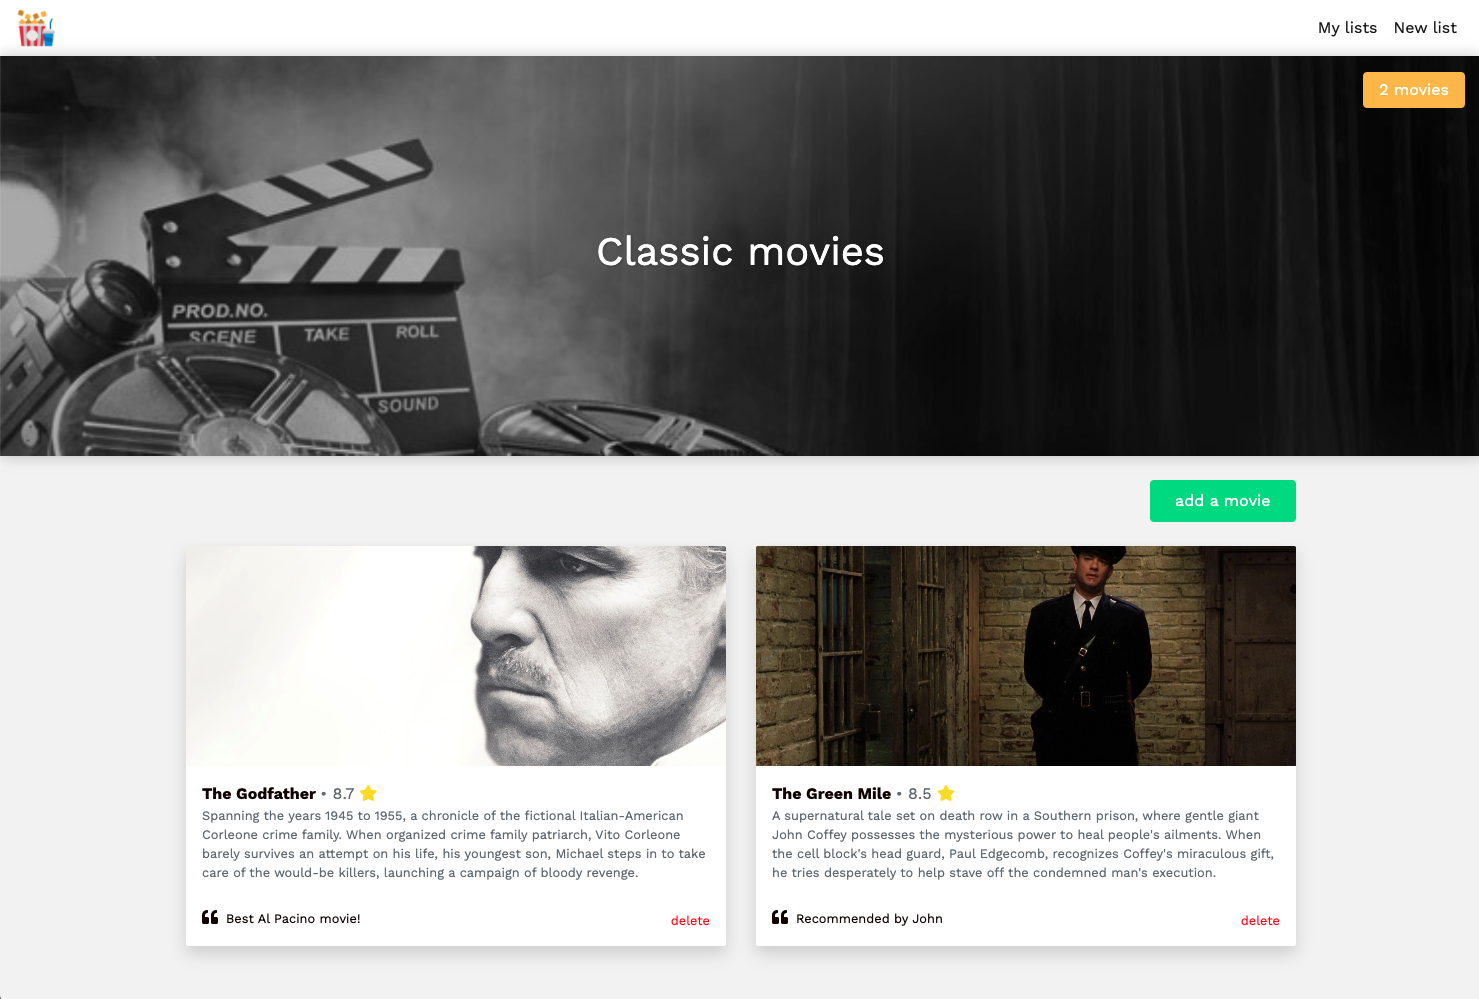 My lists New list
2 movies
Classic movies
PROD.NO.
SCENE TAKE ROLL
SOUND
add a movie
The Godfather • 8.7
Spanning the years 1945 to 1955, a chronicle of the fictional Italian-American
Corleone crime family. When organized crime family patriarch, Vito Corleone
barely survives an attempt on his life, his youngest son, Michael steps in to take
care of the would-be killers, launching a campaign of bloody revenge.
Best Al Pacino movie!
delete
The Green Mile • 8.5
A supernatural tale set on death row in a Southern prison, where gentle giant
John Coffey possesses the mysterious power to heal people's ailments. When
the cell block's head guard, Paul Edgecomb, recognizes Coffey's miraculous gift,
he tries desperately to help stave off the condemned man's execution.
Recommended by John
delete